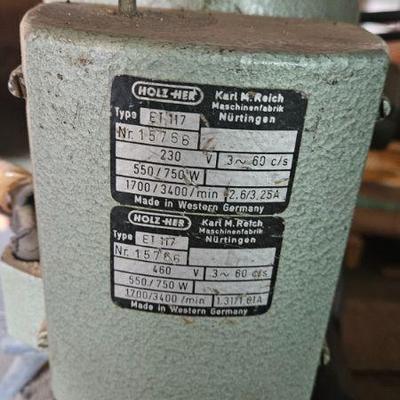 HOLZ-HER Karl M. Reich
Maschinenfabrik
Type ET 117 Nürtingen
Nr. 15766
230 V 3~ 60 c/s
550/750 W
1700/3400/min 2.6/3.25A
Made in Western Germany
HOLZ-HER Karl M. Reich
Maschinenfabrik
Type ET 117 Nürtingen
Nr. 15766
460 V 3~ 60 c/s
550/750 W
1700/3400/min 1.31/1.61A
Made in Western Germany